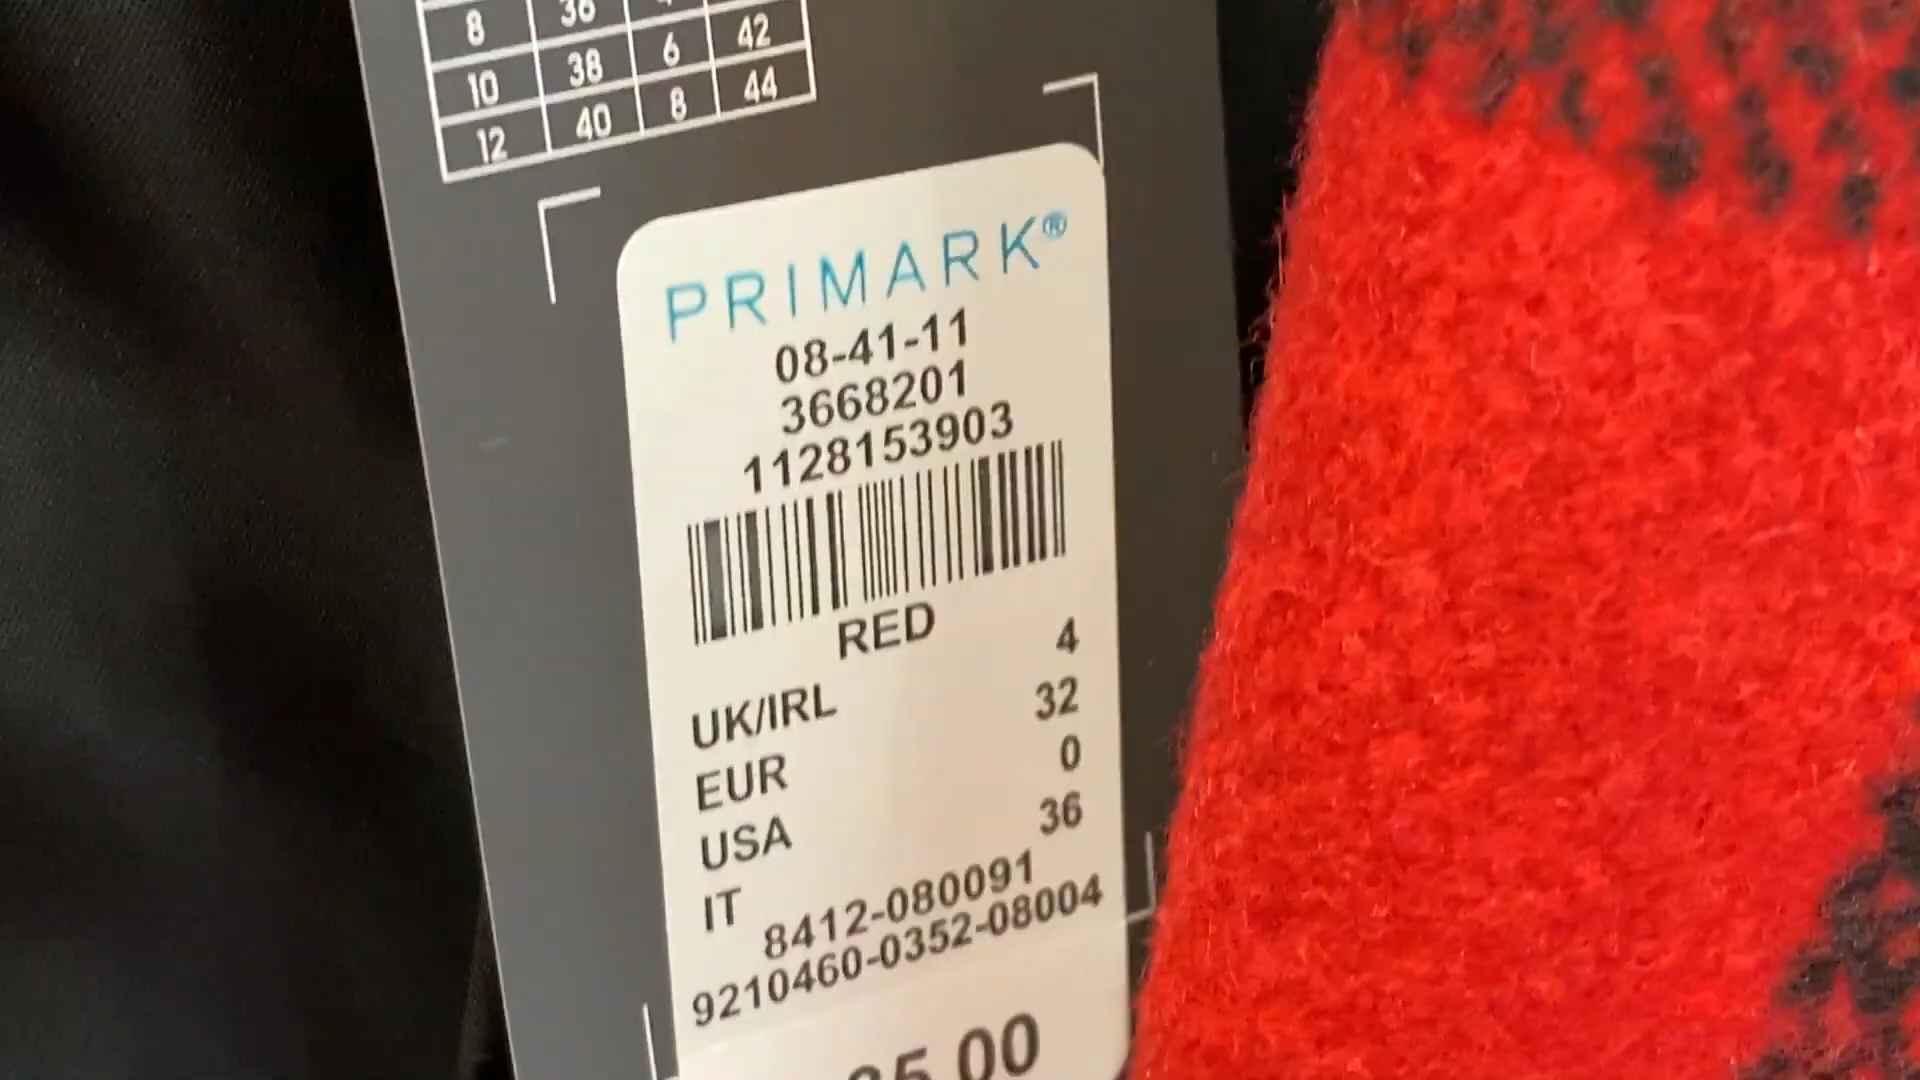 8 36
10 38 6 42
12 40 8 44
PRIMARK®
08-41-11
3668201
1128153903
RED
UK/IRL 4
EUR 32
USA 0
IT 36
8412-080091
9210460-0352-08004
5.00